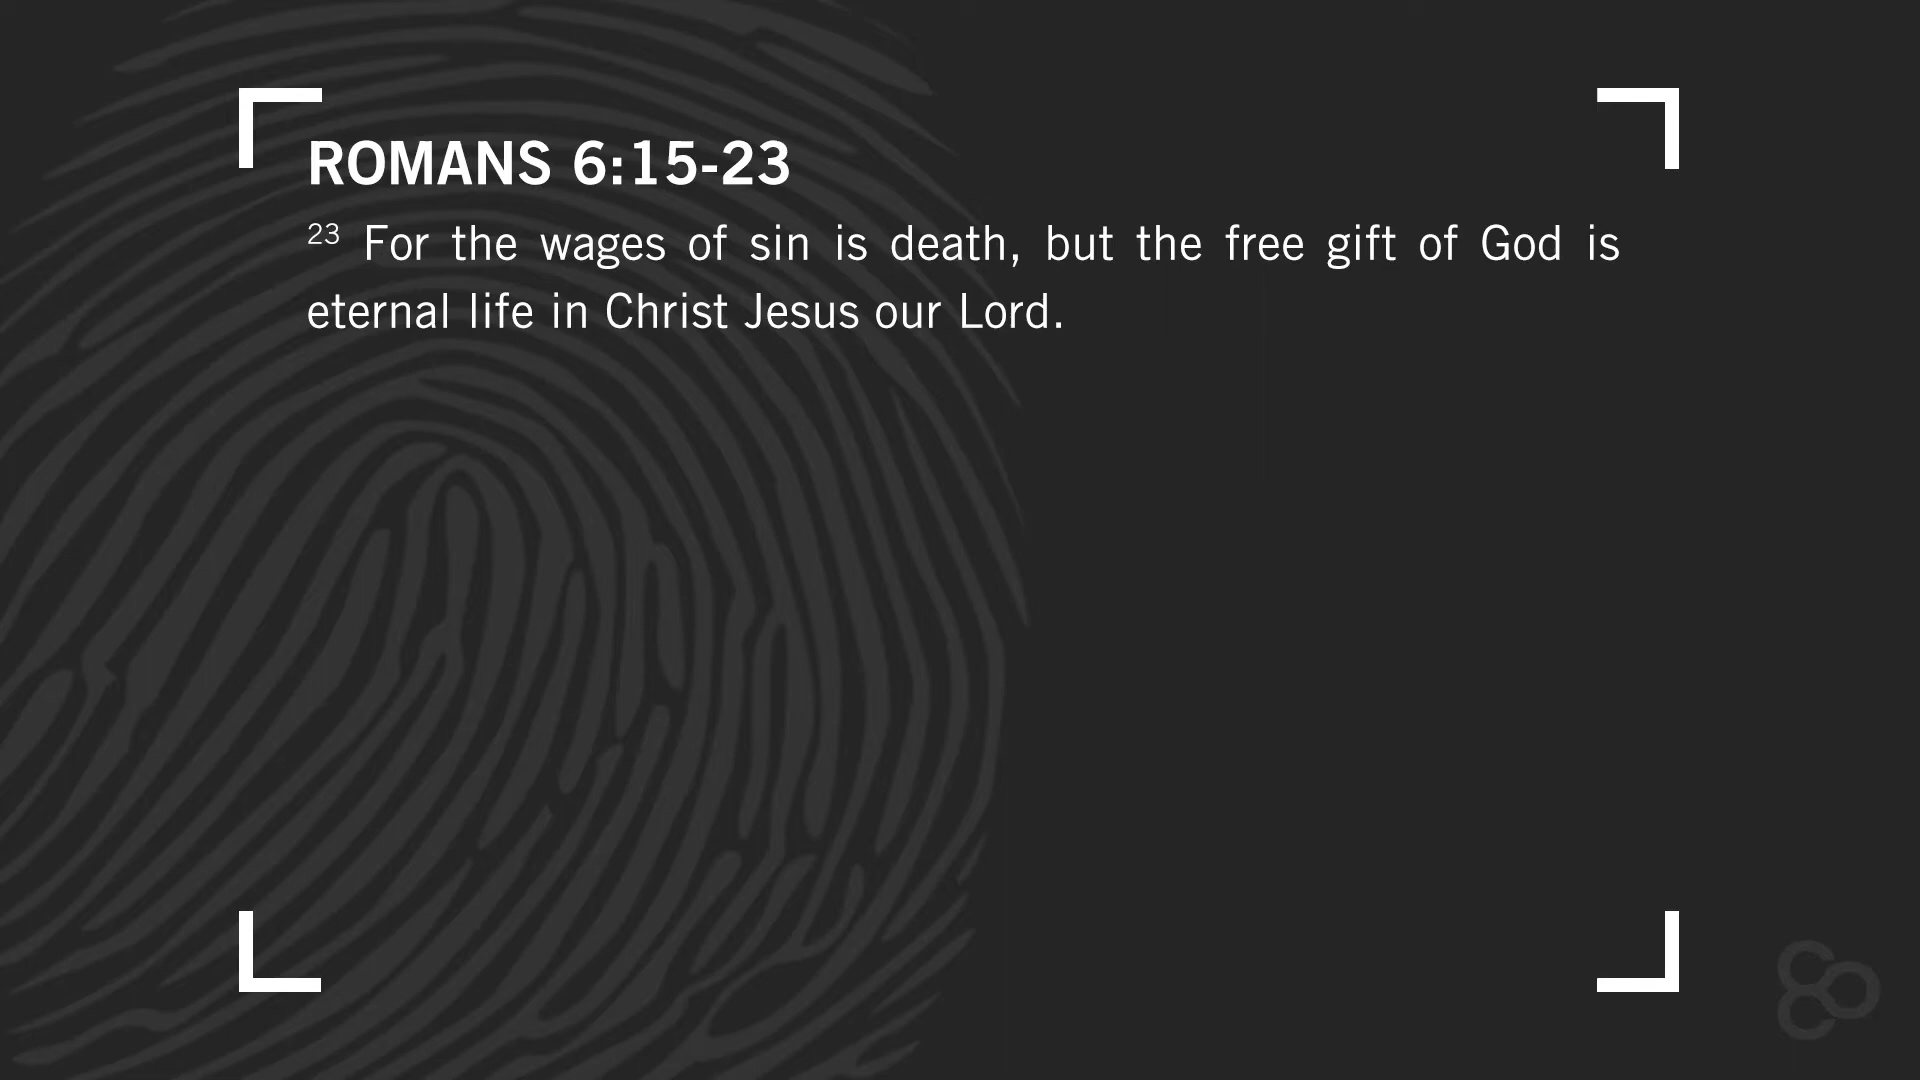 ROMANS 6:15-23
23 For the wages of sin is death, but the free gift of God is
eternal life in Christ Jesus our Lord.